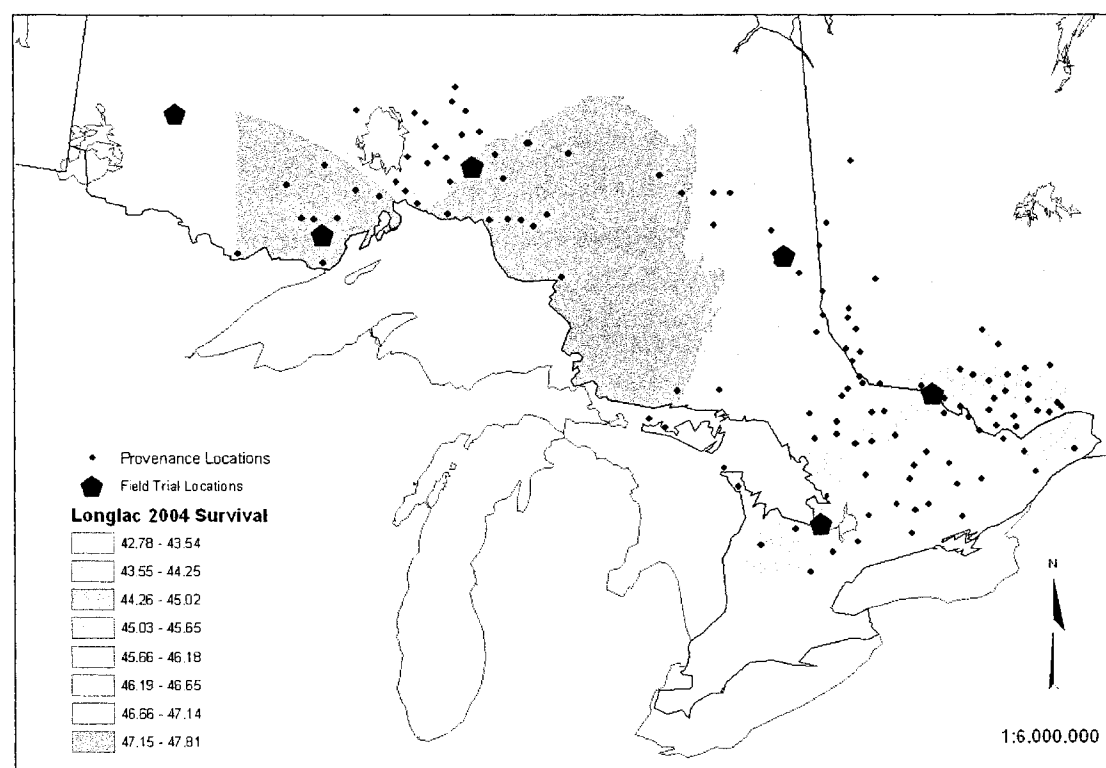 Provenance Locations
Field Trial Locations
Longlac 2004 Survival
42.78 - 43.54
43.55 - 44.25
44.26 - 45.02
45.03 - 45.65
45.66 - 46.18
46.19 - 46.65
46.66 - 47.14
47.15 - 47.81
N
1:6,000,000